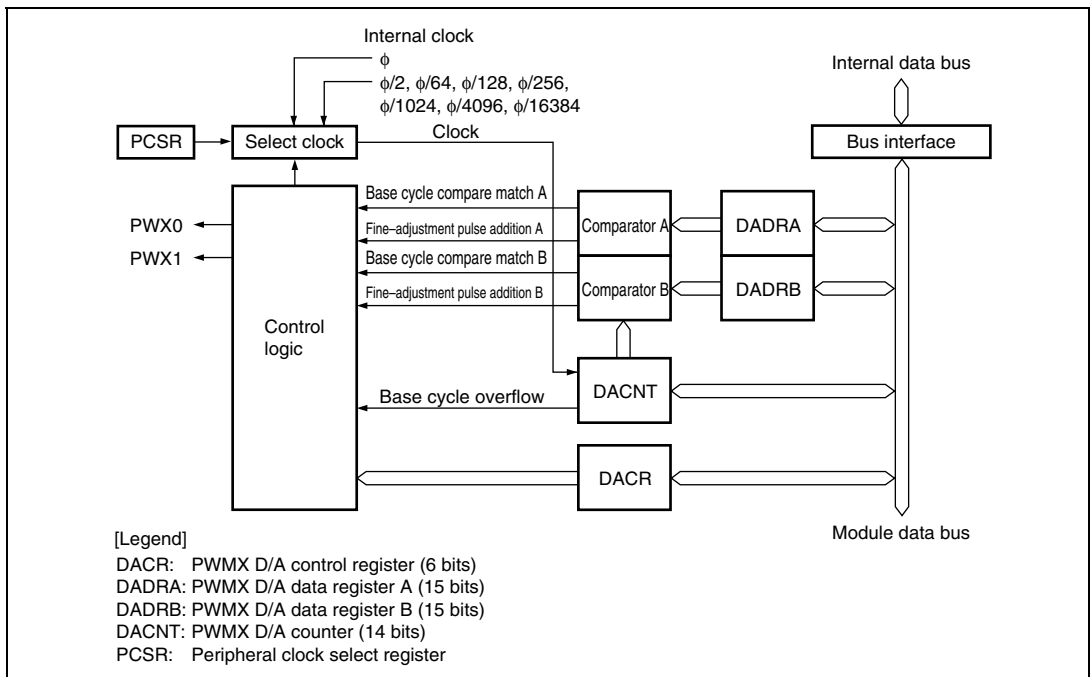 Internal clock
ϕ
ϕ/2, ϕ/64, ϕ/128, ϕ/256,
ϕ/1024, ϕ/4096, ϕ/16384
Internal data bus
PCSR
Select clock
Clock
Bus interface
Base cycle compare match A
Fine–adjustment pulse addition A
Base cycle compare match B
Fine–adjustment pulse addition B
PWX0
PWX1
Comparator A
DADRA
Comparator B
DADRB
Control
logic
Base cycle overflow
DACNT
DACR
Module data bus
[Legend]
DACR: PWMX D/A control register (6 bits)
DADRA: PWMX D/A data register A (15 bits)
DADRB: PWMX D/A data register B (15 bits)
DACNT: PWMX D/A counter (14 bits)
PCSR: Peripheral clock select register